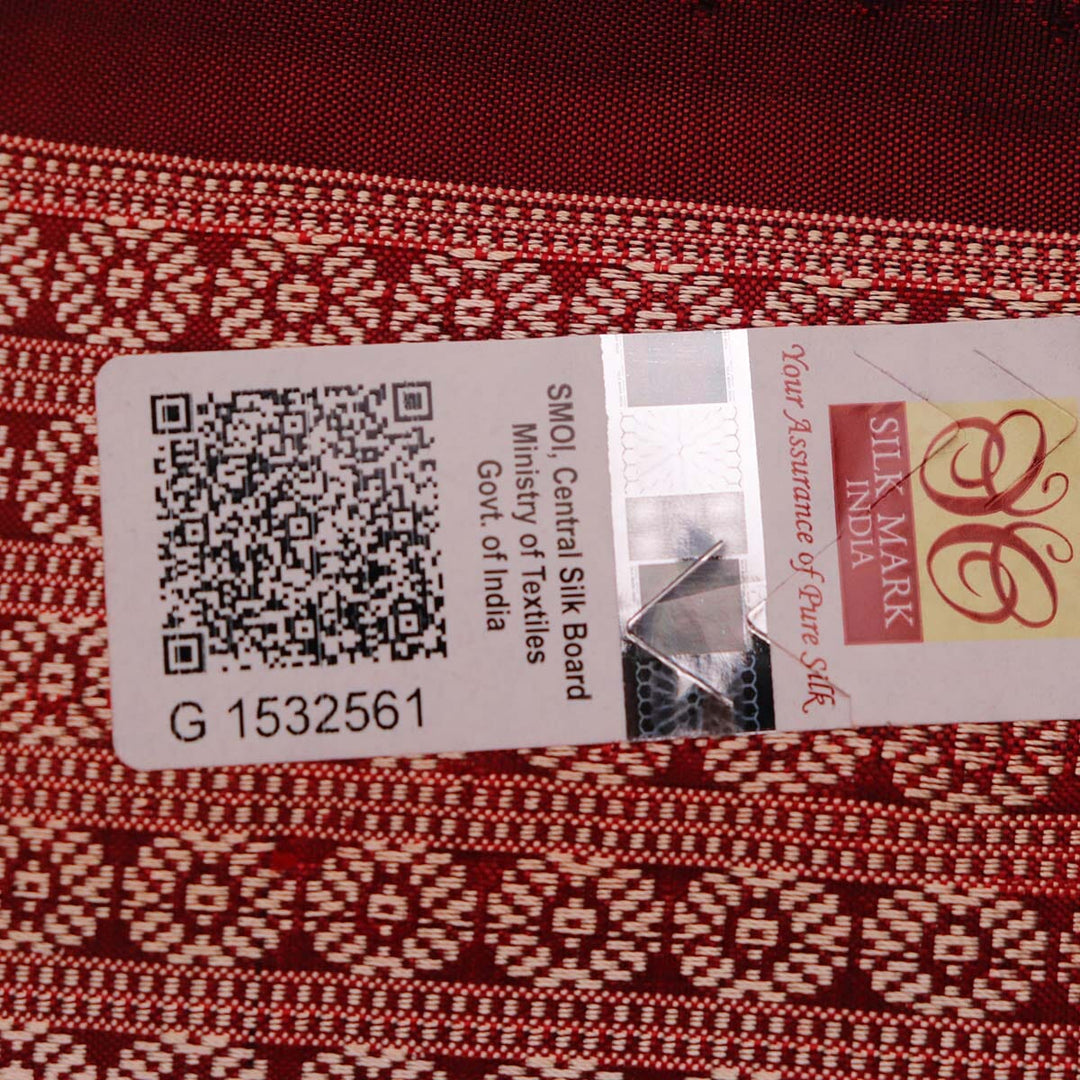 SMOI, Central Silk Board
Ministry of Textiles
Govt. of India
G 1532561
Your Assurance of Pure Silk
SILK MARK
INDIA